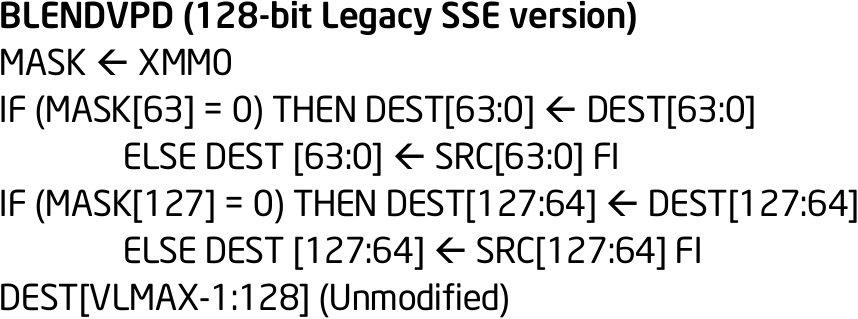 BLENDVPD (128-bit Legacy SSE version)
MASK ← XMM0
IF (MASK[63] = 0) THEN DEST[63:0] ← DEST[63:0]
ELSE DEST [63:0] ← SRC[63:0] FI
IF (MASK[127] = 0) THEN DEST[127:64] ← DEST[127:64]
ELSE DEST [127:64] ← SRC[127:64] FI
DEST[VLMAX-1:128] (Unmodified)